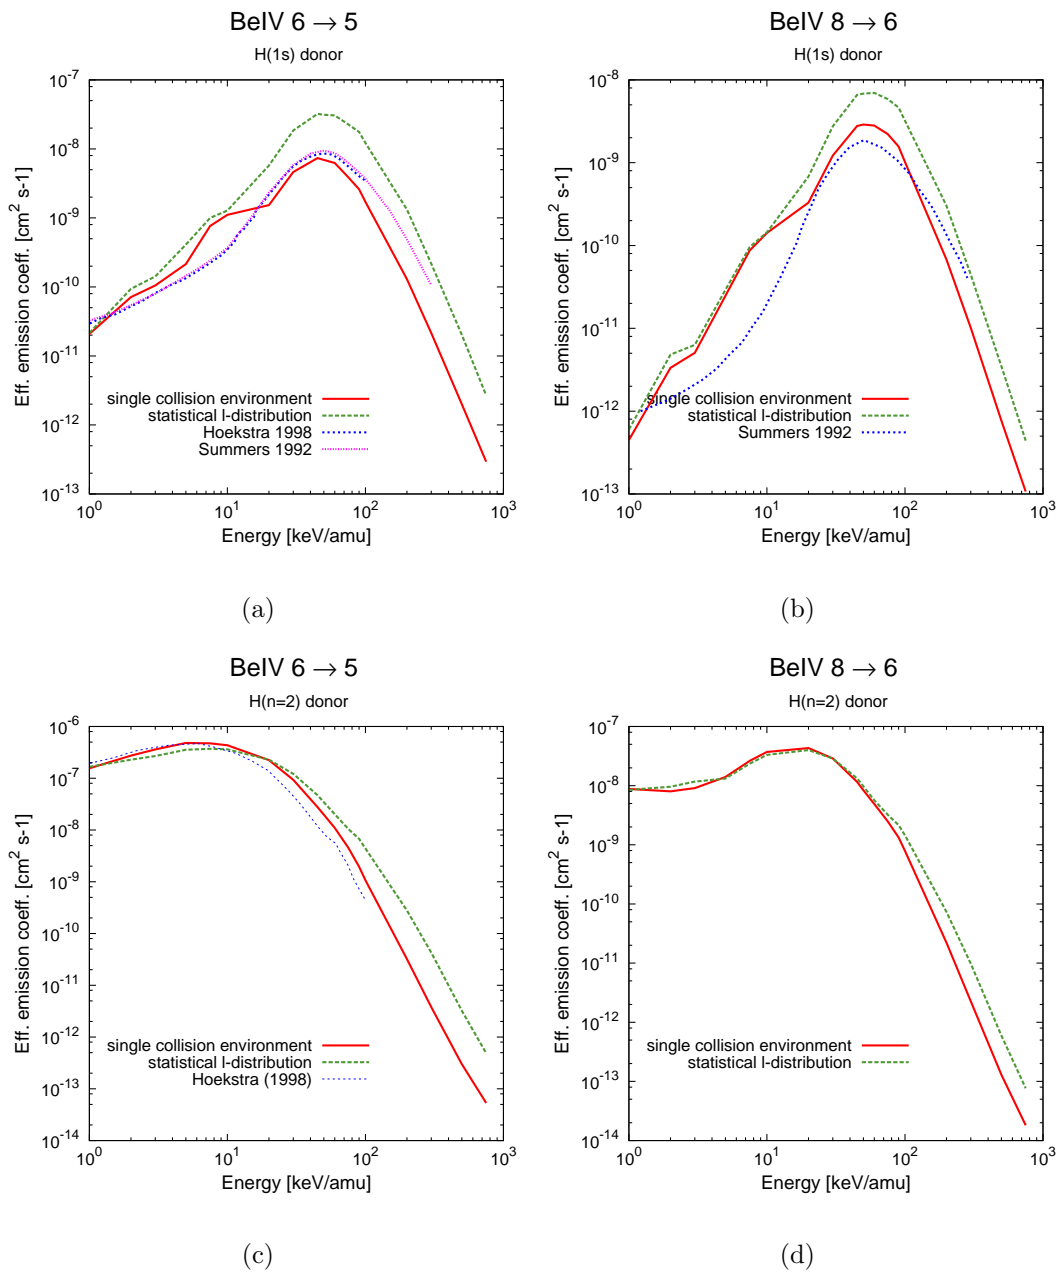 BeIV 6 → 5
H(1s) donor
10^-7
10^-8
10^-9
10^-10
10^-11
10^-12
10^-13
Eff. emission coeff. [cm^2 s-1]
single collision environment
statistical l-distribution
Hoekstra 1998
Summers 1992
10^0
10^1
10^2
10^3
Energy [keV/amu]
(a)
BeIV 8 → 6
H(1s) donor
10^-8
10^-9
10^-10
10^-11
10^-12
10^-13
Eff. emission coeff. [cm^2 s-1]
single collision environment
statistical l-distribution
Summers 1992
10^0
10^1
10^2
10^3
Energy [keV/amu]
(b)
BeIV 6 → 5
H(n=2) donor
10^-6
10^-7
10^-8
10^-9
10^-10
10^-11
10^-12
10^-13
10^-14
Eff. emission coeff. [cm^2 s-1]
single collision environment
statistical l-distribution
Hoekstra (1998)
10^0
10^1
10^2
10^3
Energy [keV/amu]
(c)
BeIV 8 → 6
H(n=2) donor
10^-7
10^-8
10^-9
10^-10
10^-11
10^-12
10^-13
10^-14
Eff. emission coeff. [cm^2 s-1]
single collision environment
statistical l-distribution
10^0
10^1
10^2
10^3
Energy [keV/amu]
(d)